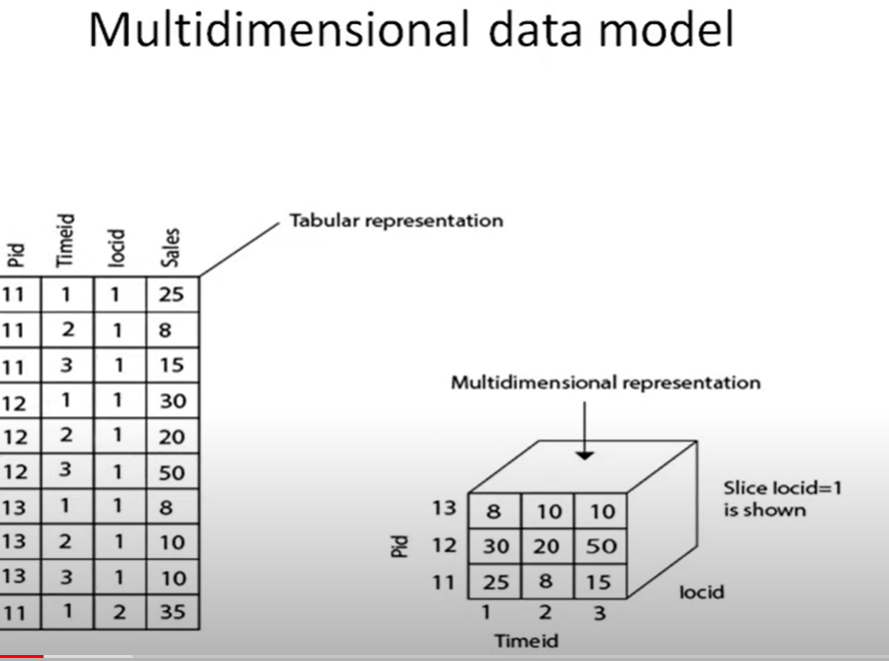 Multidimensional data model
Tabular representation
Pid Timeid locid Sales
11 1 1 25
11 2 1 8
11 3 1 15
12 1 1 30
12 2 1 20
12 3 1 50
13 1 1 8
13 2 1 10
13 3 1 10
11 1 2 35
Multidimensional representation
Slice locid=1
is shown
Pid
13 8 10 10
12 30 20 50
11 25 8 15
1 2 3
Timeid
locid